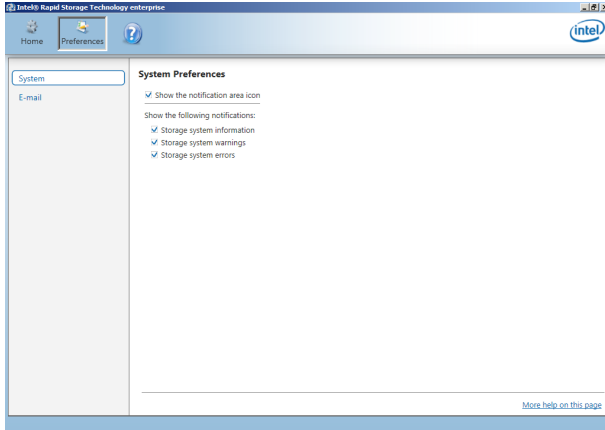 Intel® Rapid Storage Technology enterprise
Home
Preferences
?
intel
System
E-mail
System Preferences
Show the notification area icon
Show the following notifications:
Storage system information
Storage system warnings
Storage system errors
More help on this page